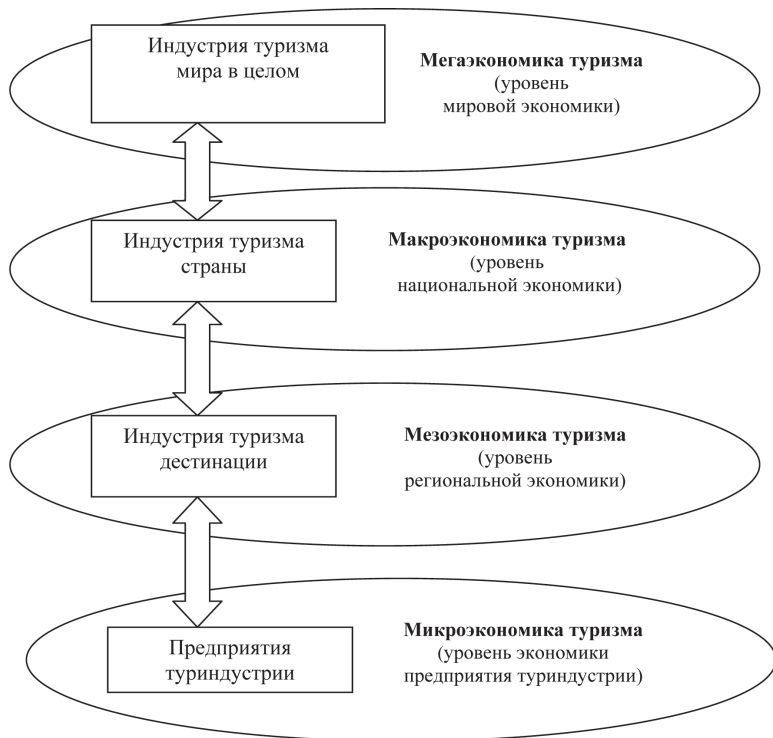 Индустрия туризма
мира в целом
Мегаэкономика туризма
(уровень
мировой экономики)
Индустрия туризма
страны
Макроэкономика туризма
(уровень
национальной экономики)
Индустрия туризма
дестинации
Мезоэкономика туризма
(уровень
региональной экономики)
Предприятия
туриндустрии
Микроэкономика туризма
(уровень экономики
предприятия туриндустрии)